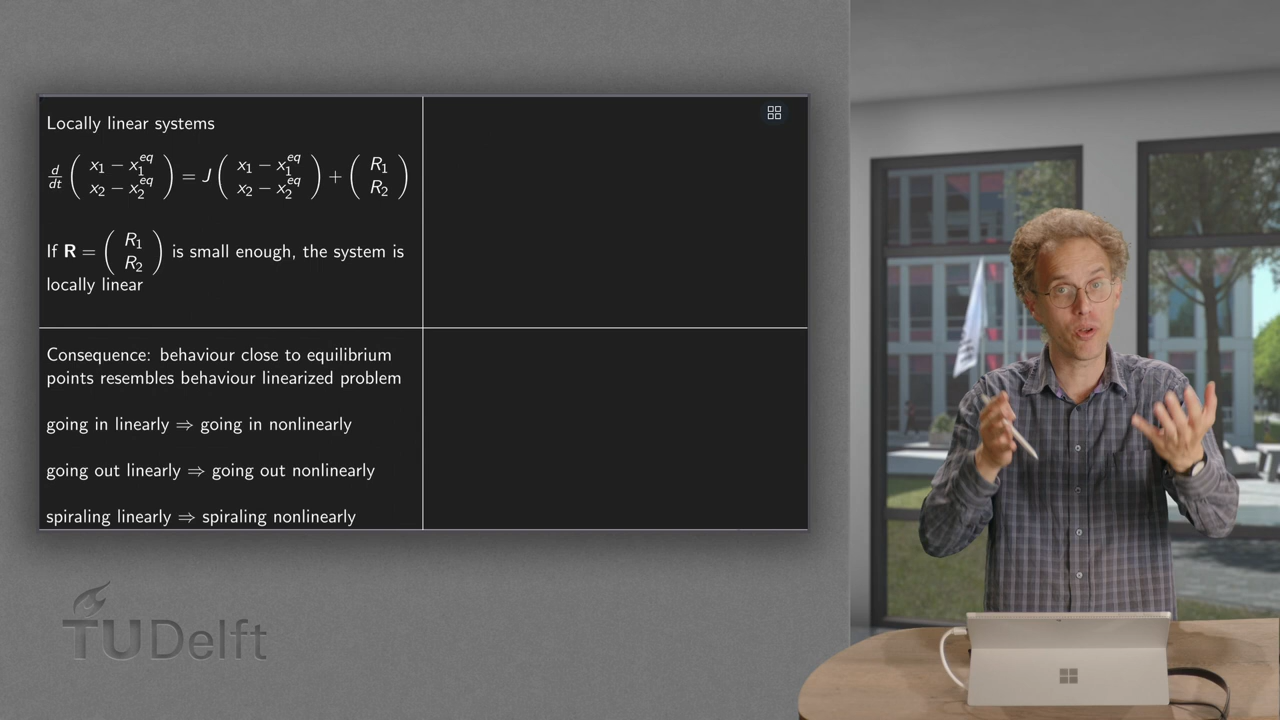 Locally linear systems
d/dt ( x₁ − x₁^eq ; x₂ − x₂^eq ) = J ( x₁ − x₁^eq ; x₂ − x₂^eq ) + ( R₁ ; R₂ )
If R = ( R₁ ; R₂ ) is small enough, the system is
locally linear
Consequence: behaviour close to equilibrium
points resembles behaviour linearized problem
going in linearly ⇒ going in nonlinearly
going out linearly ⇒ going out nonlinearly
spiraling linearly ⇒ spiraling nonlinearly
TUDelft